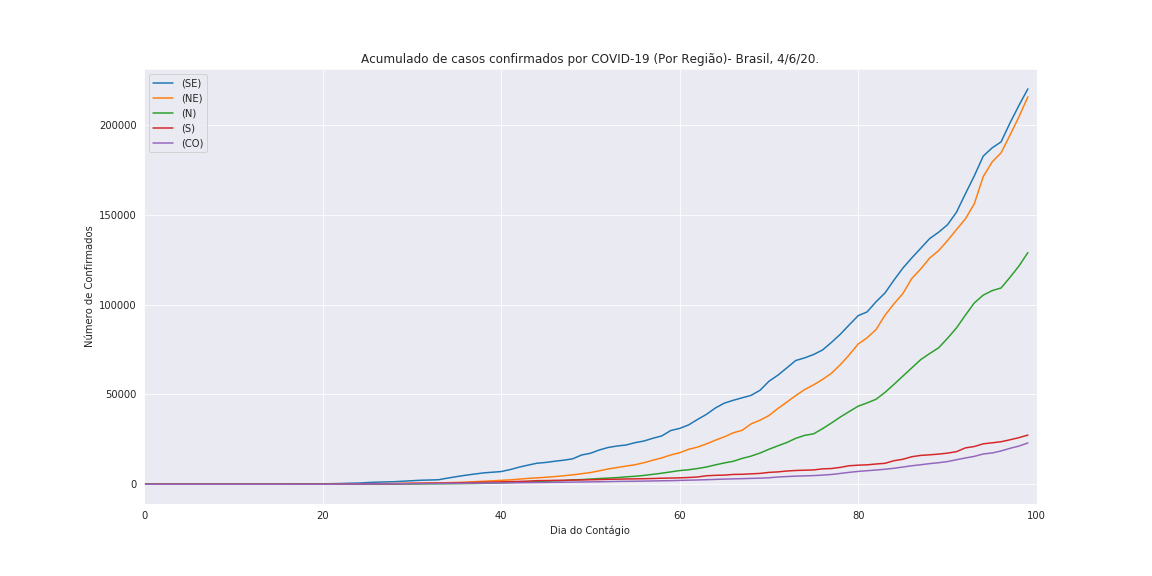 Acumulado de casos confirmados por COVID-19 (Por Região)- Brasil, 4/6/20.
(SE)
(NE)
(N)
(S)
(CO)
Número de Confirmados
200000
150000
100000
50000
0
0 20 40 60 80 100
Dia do Contágio